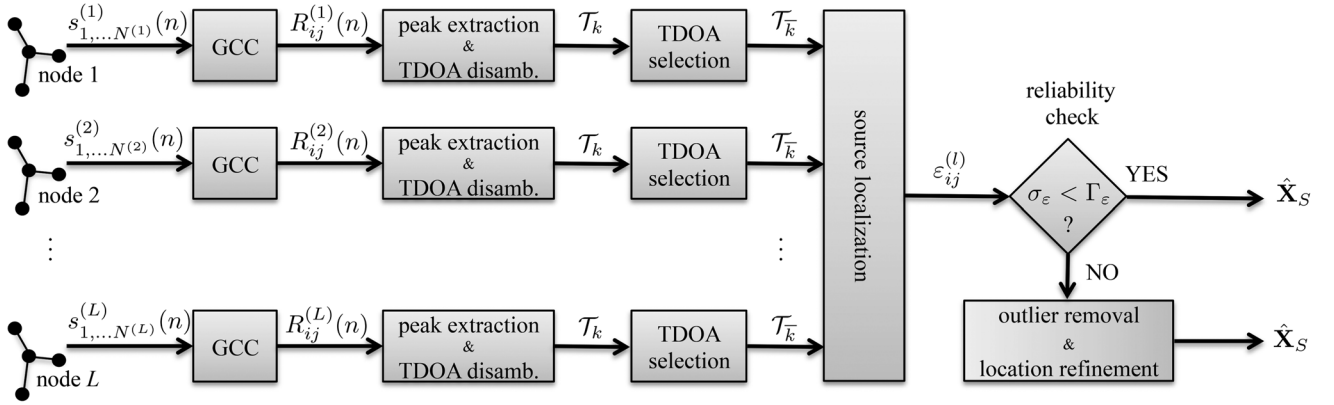 s_{1,...N^{(1)}}^{(1)}(n)
node 1
GCC
R_{ij}^{(1)}(n)
peak extraction
&
TDOA disamb.
𝒯_k
TDOA
selection
𝒯_{k̅}
s_{1,...N^{(2)}}^{(2)}(n)
node 2
GCC
R_{ij}^{(2)}(n)
peak extraction
&
TDOA disamb.
𝒯_k
TDOA
selection
𝒯_{k̅}
⋮
⋮
s_{1,...N^{(L)}}^{(L)}(n)
node L
GCC
R_{ij}^{(L)}(n)
peak extraction
&
TDOA disamb.
𝒯_k
TDOA
selection
𝒯_{k̅}
source localization
ε_{ij}^{(l)}
reliability
check
σ_ε < Γ_ε
?
YES
X̂_S
NO
outlier removal
&
location refinement
X̂_S